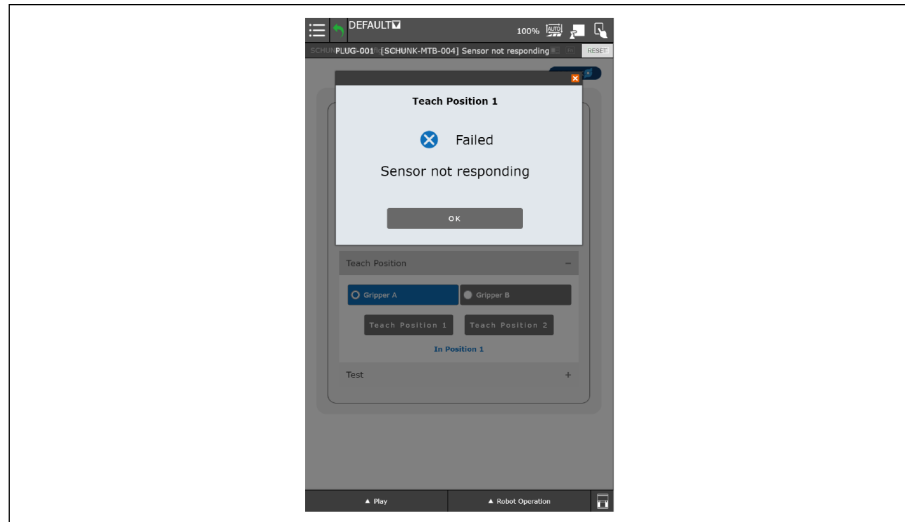 DEFAULT
100%
AUTO
PLUG-001 [SCHUNK-MTB-004] Sensor not responding
RESET
Teach Position 1
Failed
Sensor not responding
OK
Teach Position
Gripper A
Gripper B
Teach Position 1
Teach Position 2
In Position 1
Test
Play
Robot Operation